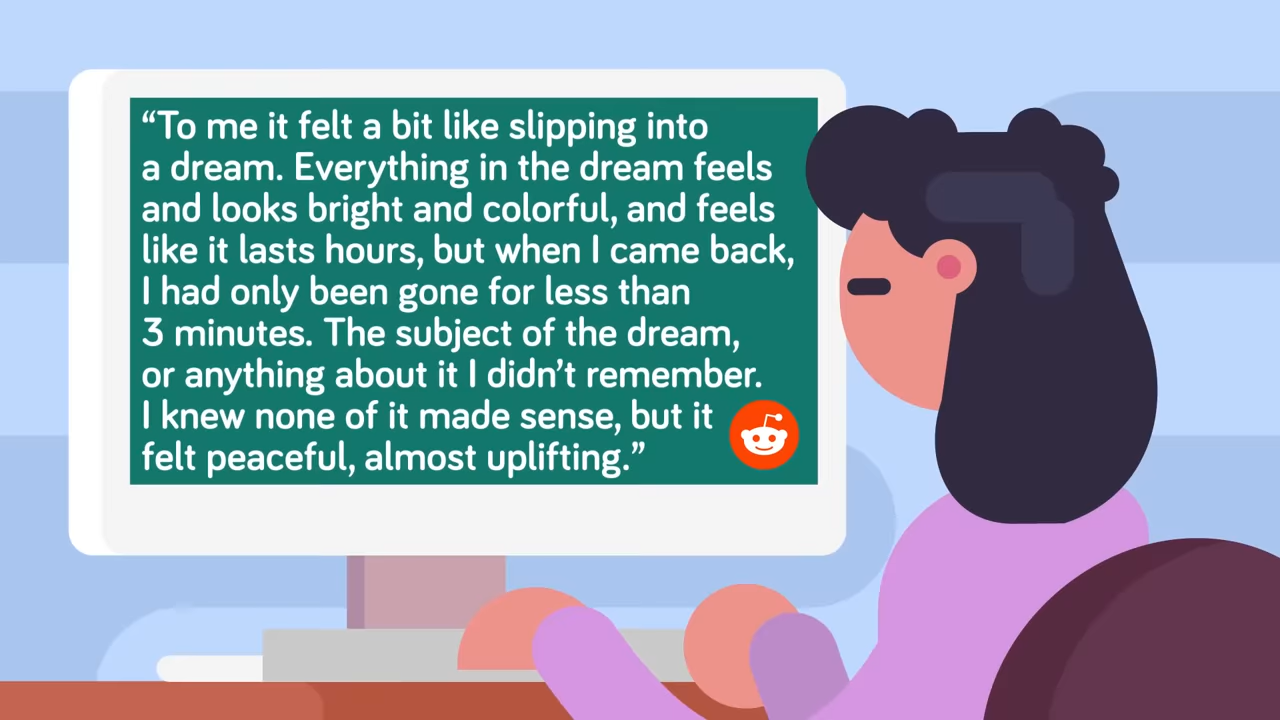 “To me it felt a bit like slipping into
a dream. Everything in the dream feels
and looks bright and colorful, and feels
like it lasts hours, but when I came back,
I had only been gone for less than
3 minutes. The subject of the dream,
or anything about it I didn’t remember.
I knew none of it made sense, but it
felt peaceful, almost uplifting.”